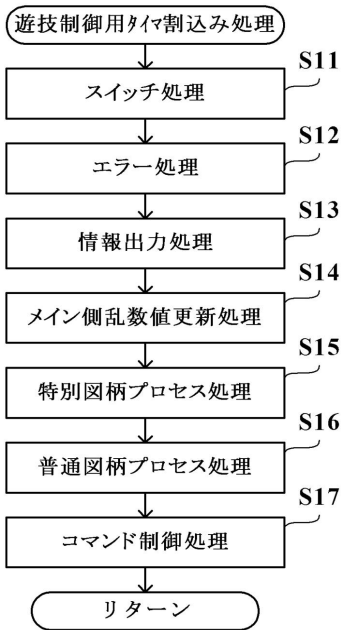 遊技制御用タイマ割込み処理
S11
スイッチ処理
S12
エラー処理
S13
情報出力処理
S14
メイン側乱数値更新処理
S15
特別図柄プロセス処理
S16
普通図柄プロセス処理
S17
コマンド制御処理
リターン